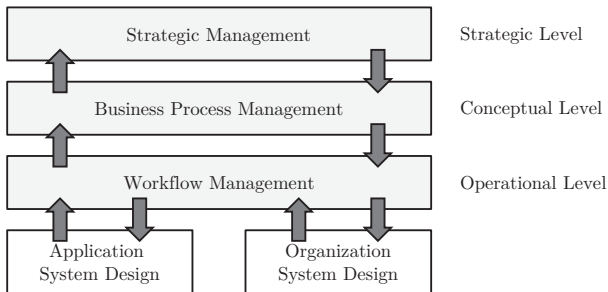 Strategic Management
Strategic Level
Business Process Management
Conceptual Level
Workflow Management
Operational Level
Application
System Design
Organization
System Design